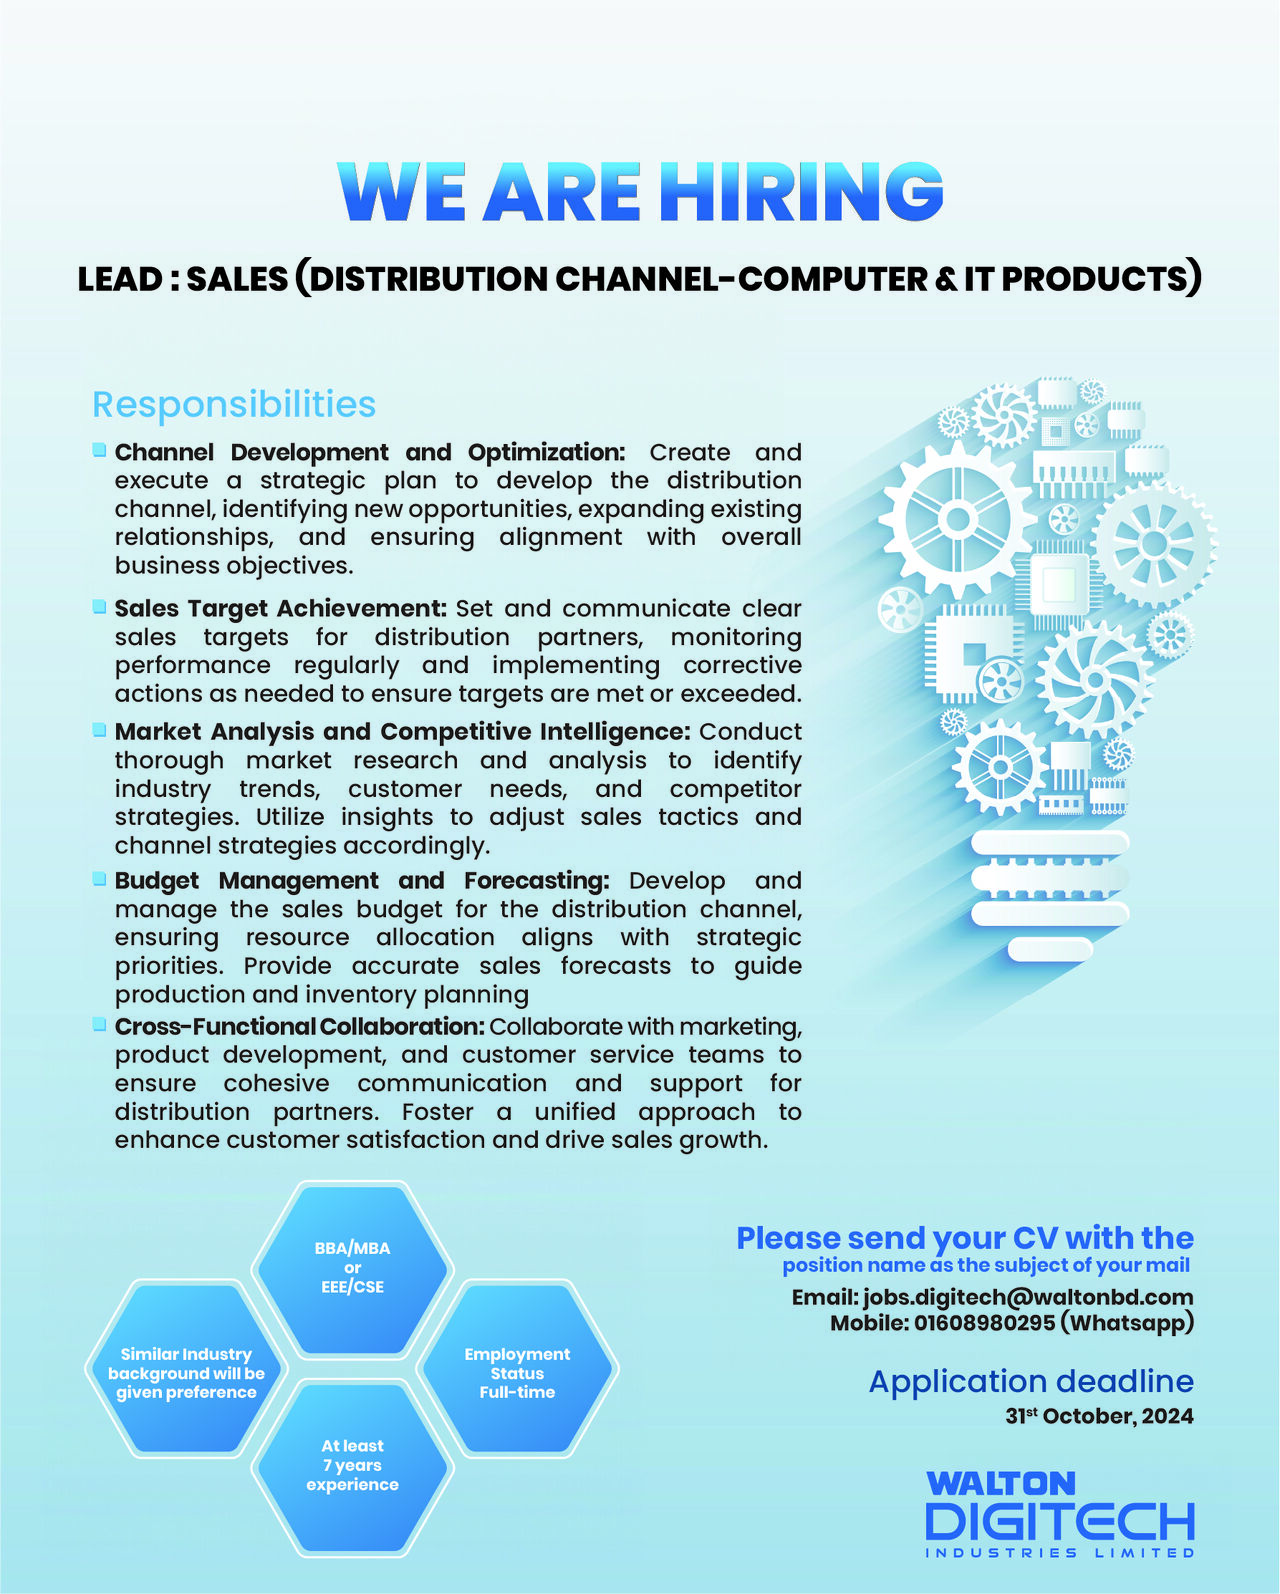 WE ARE HIRING
LEAD : SALES (DISTRIBUTION CHANNEL-COMPUTER & IT PRODUCTS)
Responsibilities
Channel Development and Optimization: Create and
execute a strategic plan to develop the distribution
channel, identifying new opportunities, expanding existing
relationships, and ensuring alignment with overall
business objectives.
Sales Target Achievement: Set and communicate clear
sales targets for distribution partners, monitoring
performance regularly and implementing corrective
actions as needed to ensure targets are met or exceeded.
Market Analysis and Competitive Intelligence: Conduct
thorough market research and analysis to identify
industry trends, customer needs, and competitor
strategies. Utilize insights to adjust sales tactics and
channel strategies accordingly.
Budget Management and Forecasting: Develop and
manage the sales budget for the distribution channel,
ensuring resource allocation aligns with strategic
priorities. Provide accurate sales forecasts to guide
production and inventory planning
Cross-Functional Collaboration: Collaborate with marketing,
product development, and customer service teams to
ensure cohesive communication and support for
distribution partners. Foster a unified approach to
enhance customer satisfaction and drive sales growth.
BBA/MBA
or
EEE/CSE
Similar Industry
background will be
given preference
Employment
Status
Full-time
At least
7 years
experience
Please send your CV with the
position name as the subject of your mail
Email: jobs.digitech@waltonbd.com
Mobile: 01608980295 (Whatsapp)
Application deadline
31st October, 2024
WALTON
DIGITECH
INDUSTRIES LIMITED